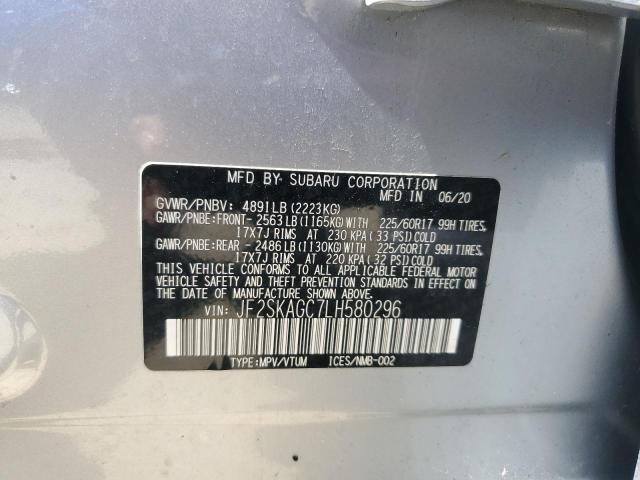 MFD BY SUBARU CORPORATION
MFD IN 06/20
GVWR/PNBV: 4891LB (2223KG)
GAWR/PNBE:FRONT- 2563LB (1165KG)WITH 225/60R17 99H TIRES,
17X7J RIMS AT 230 KPA( 33 PSI)COLD
GAWR/PNBE:REAR - 2486LB(1130KG)WITH 225/60R17 99H TIRES,
17X7J RIMS AT 220 KPA( 32 PSI)COLD
THIS VEHICLE CONFORMS TO ALL APPLICABLE FEDERAL MOTOR
VEHICLE SAFETY AND THEFT PREVENTION STANDARDS IN EFFECT
ON THE DATE OF MANUFACTURE SHOWN ABOVE.
VIN: JF2SKAGC7LH580296
TYPE:MPV/VTUM ICES/NMB-002